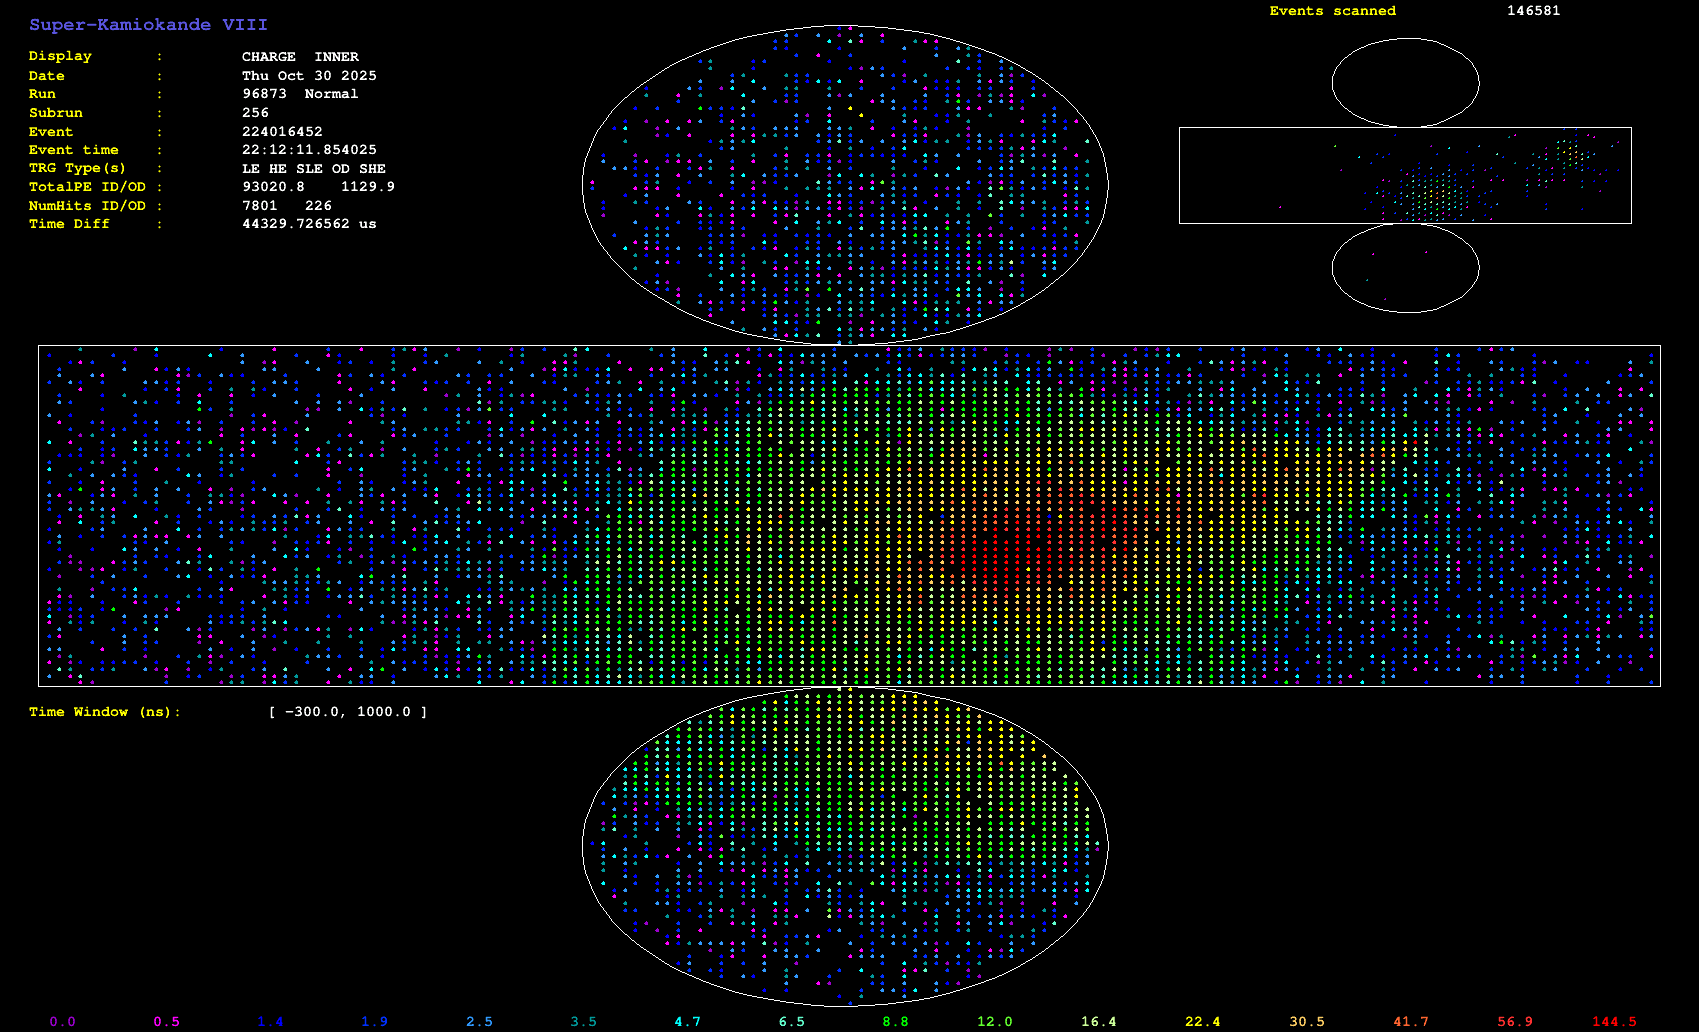 Super-Kamiokande VIII
Events scanned 146581
Display : CHARGE INNER
Date : Thu Oct 30 2025
Run : 96873 Normal
Subrun : 256
Event : 224016452
Event time : 22:12:11.854025
TRG Type(s) : LE HE SLE OD SHE
TotalPE ID/OD : 93020.8 1129.9
NumHits ID/OD : 7801 226
Time Diff : 44329.726562 us
Time Window (ns): [ -300.0, 1000.0 ]
0.0 0.5 1.4 1.9 2.5 3.5 4.7 6.5 8.8 12.0 16.4 22.4 30.5 41.7 56.9 144.5